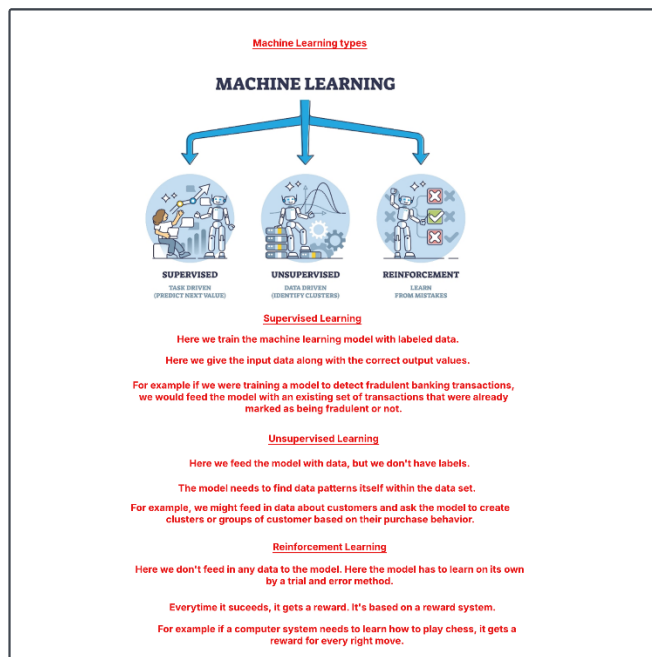 Machine Learning types
MACHINE LEARNING
SUPERVISED
TASK DRIVEN
(PREDICT NEXT VALUE)
UNSUPERVISED
DATA DRIVEN
(IDENTIFY CLUSTERS)
REINFORCEMENT
LEARN
FROM MISTAKES
Supervised Learning
Here we train the machine learning model with labeled data.
Here we give the input data along with the correct output values.
For example if we were training a model to detect fradulent banking transactions,
we would feed the model with an existing set of transactions that were already
marked as being fradulent or not.
Unsupervised Learning
Here we feed the model with data, but we don't have labels.
The model needs to find data patterns itself within the data set.
For example, we might feed in data about customers and ask the model to create
clusters or groups of customer based on their purchase behavior.
Reinforcement Learning
Here we don't feed in any data to the model. Here the model has to learn on its own
by a trial and error method.
Everytime it suceeds, it gets a reward. It's based on a reward system.
For example if a computer system needs to learn how to play chess, it gets a
reward for every right move.